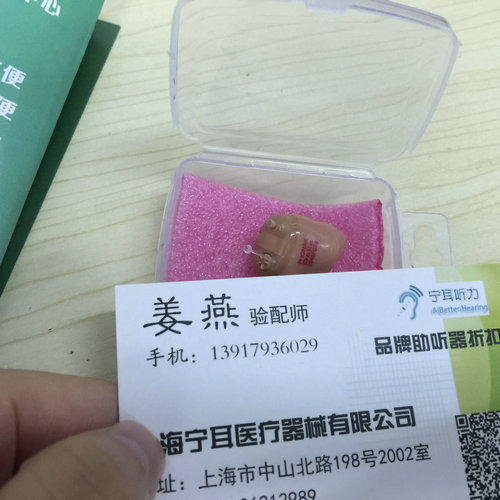 中心
便
便
姜燕 验配师
手机：13917936029
宁耳听力
A Better Hearing
品牌助听器折扣
海宁耳医疗器械有限公司
址：上海市中山北路198号2002室